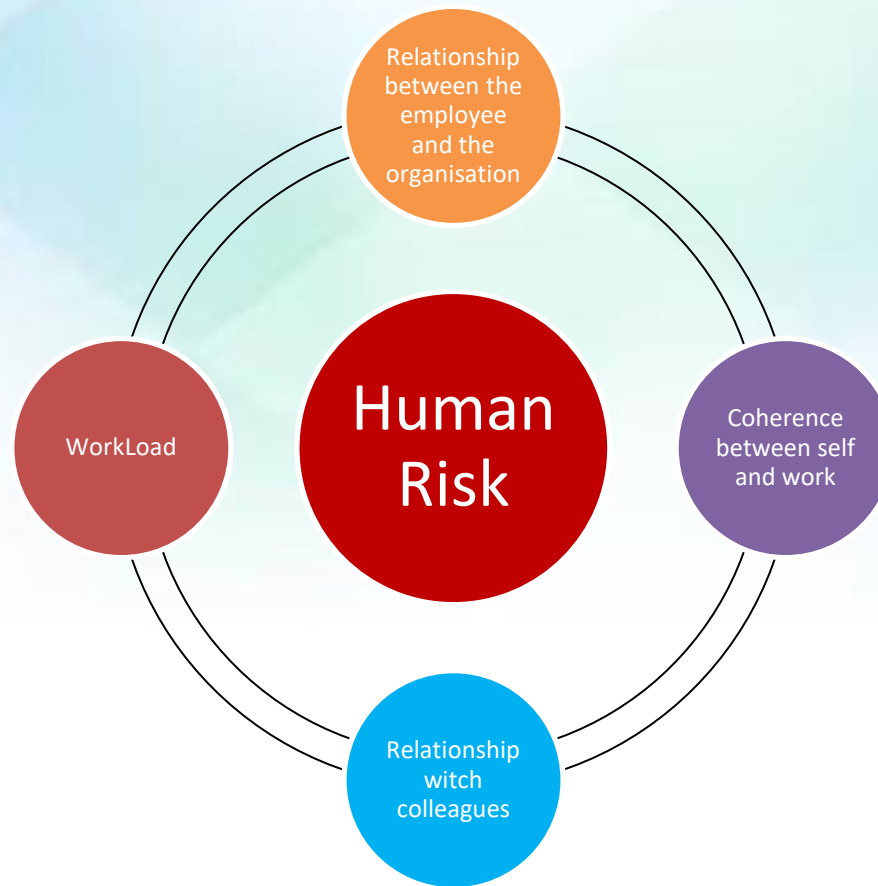 Relationship
between the
employee
and the
organisation
Human
Risk
WorkLoad
Coherence
between self
and work
Relationship
witch
colleagues